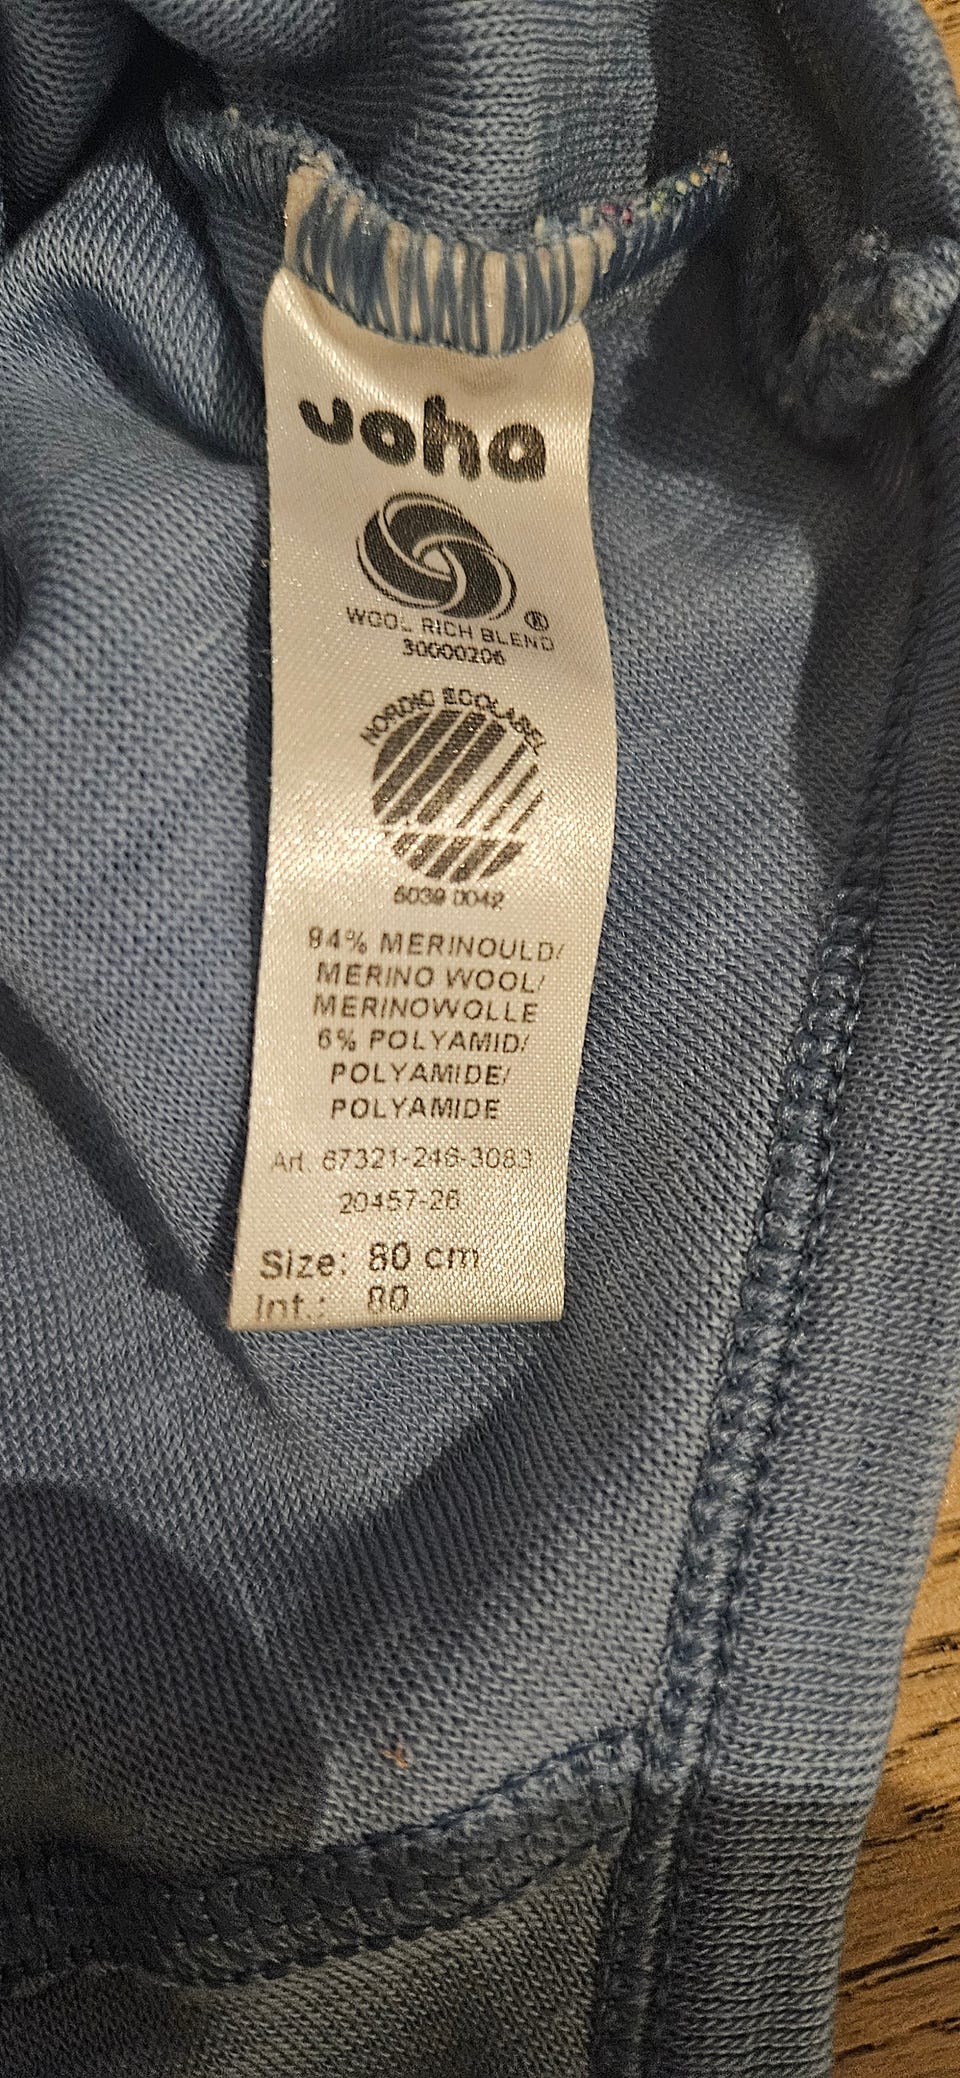 joha
®
WOOL RICH BLEND
30000206
NORDIC ECOLABEL
5039 0042
94% MERINOULD/
MERINO WOOL/
MERINOWOLLE
6% POLYAMID/
POLYAMIDE/
POLYAMIDE
Art. 67321-246-3083
20457-26
Size: 80 cm
Int.: 80